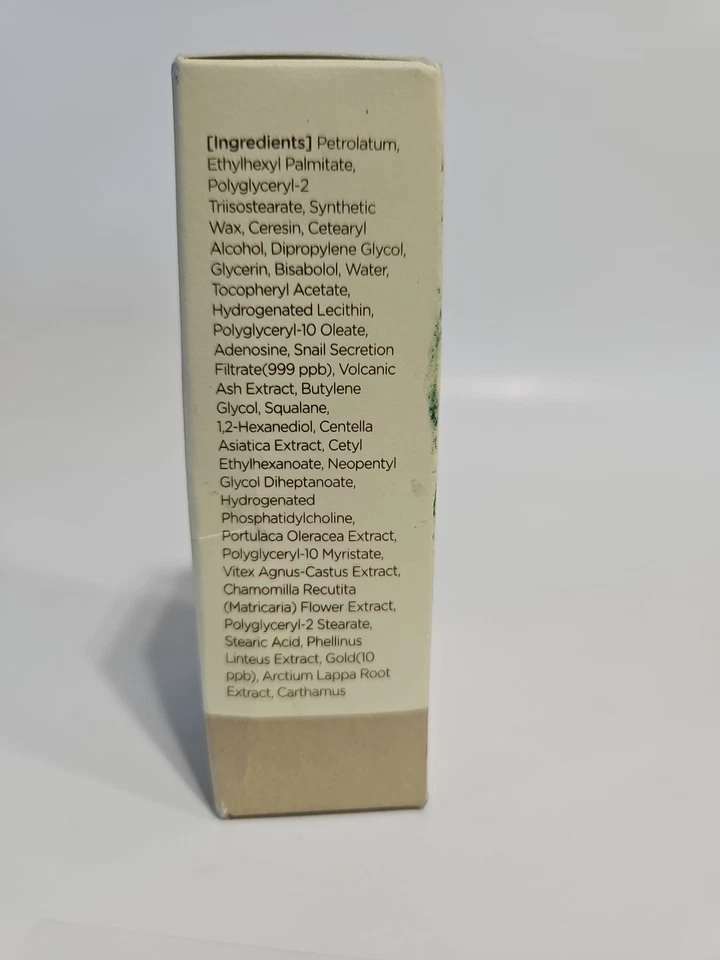 [Ingredients] Petrolatum,
Ethylhexyl Palmitate,
Polyglyceryl-2
Triisostearate, Synthetic
Wax, Ceresin, Cetearyl
Alcohol, Dipropylene Glycol,
Glycerin, Bisabolol, Water,
Tocopheryl Acetate,
Hydrogenated Lecithin,
Polyglyceryl-10 Oleate,
Adenosine, Snail Secretion
Filtrate(999 ppb), Volcanic
Ash Extract, Butylene
Glycol, Squalane,
1,2-Hexanediol, Centella
Asiatica Extract, Cetyl
Ethylhexanoate, Neopentyl
Glycol Diheptanoate,
Hydrogenated
Phosphatidylcholine,
Portulaca Oleracea Extract,
Polyglyceryl-10 Myristate,
Vitex Agnus-Castus Extract,
Chamomilla Recutita
(Matricaria) Flower Extract,
Polyglyceryl-2 Stearate,
Stearic Acid, Phellinus
Linteus Extract, Gold(10
ppb), Arctium Lappa Root
Extract, Carthamus